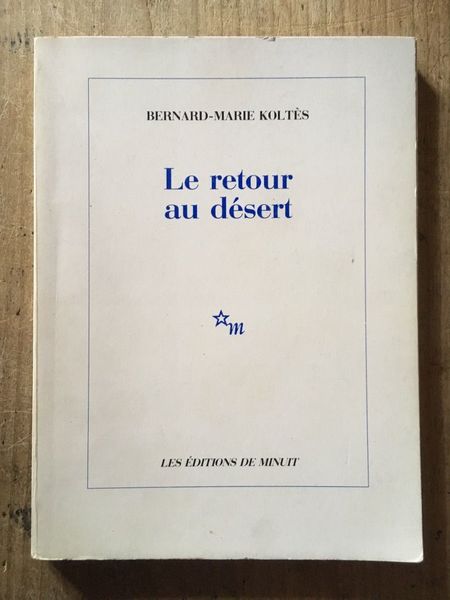 BERNARD-MARIE KOLTÈS
Le retour
au désert
m
LES ÉDITIONS DE MINUIT